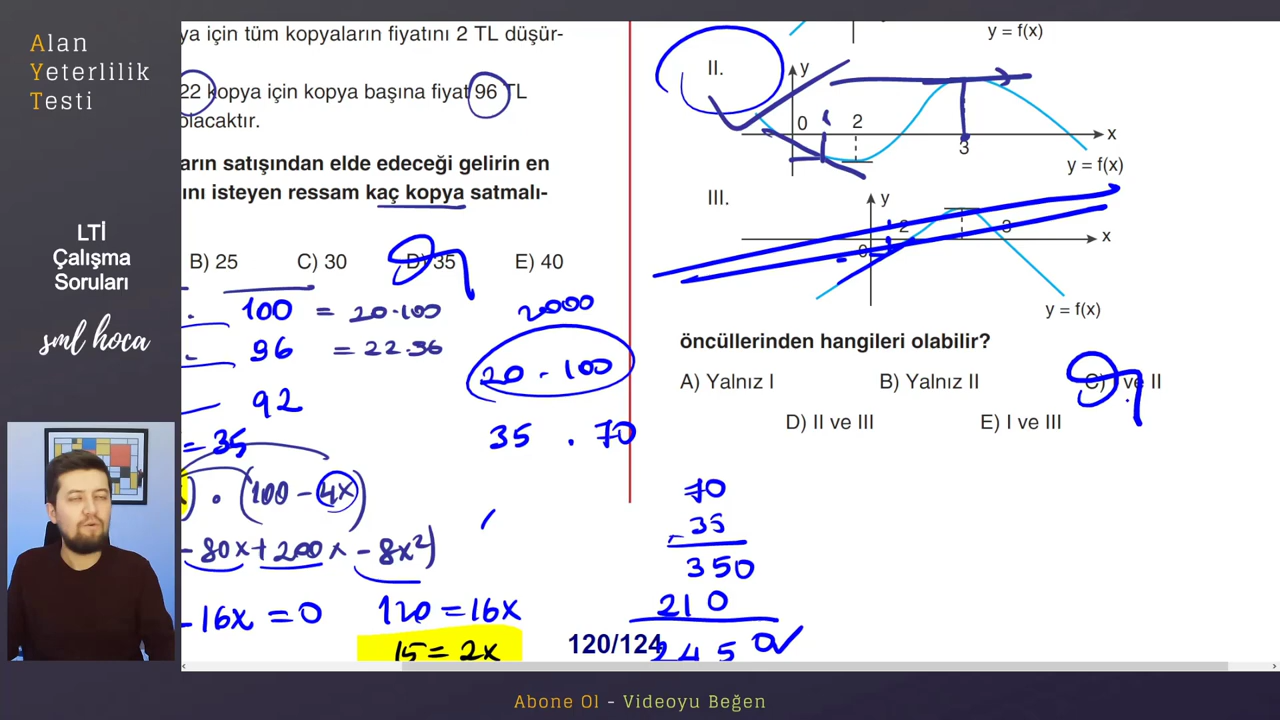 Alan
Yeterlilik
Testi
LTİ
Çalışma
Soruları
sml hoca
ya için tüm kopyaların fiyatını 2 TL düşür-
22 kopya için kopya başına fiyat 96 TL
olacaktır.
arın satışından elde edeceği gelirin en
ını isteyen ressam kaç kopya satmalı-
B) 25 C) 30 D) 35 E) 40
100 = 20.100
96 = 22.96
92
= 35
2000
20 . 100
35 . 70
. (100 - 4x)
- 80x + 200x - 8x²)
- 16x = 0
120 = 16x
15 = 2x
y = f(x)
II.
y
0
2
3
x
y = f(x)
III.
y
2
3
0
x
y = f(x)
öncüllerinden hangileri olabilir?
A) Yalnız I B) Yalnız II C) I ve II
D) II ve III E) I ve III
70
35
350
210
2450
120/124
Abone Ol - Videoyu Beğen